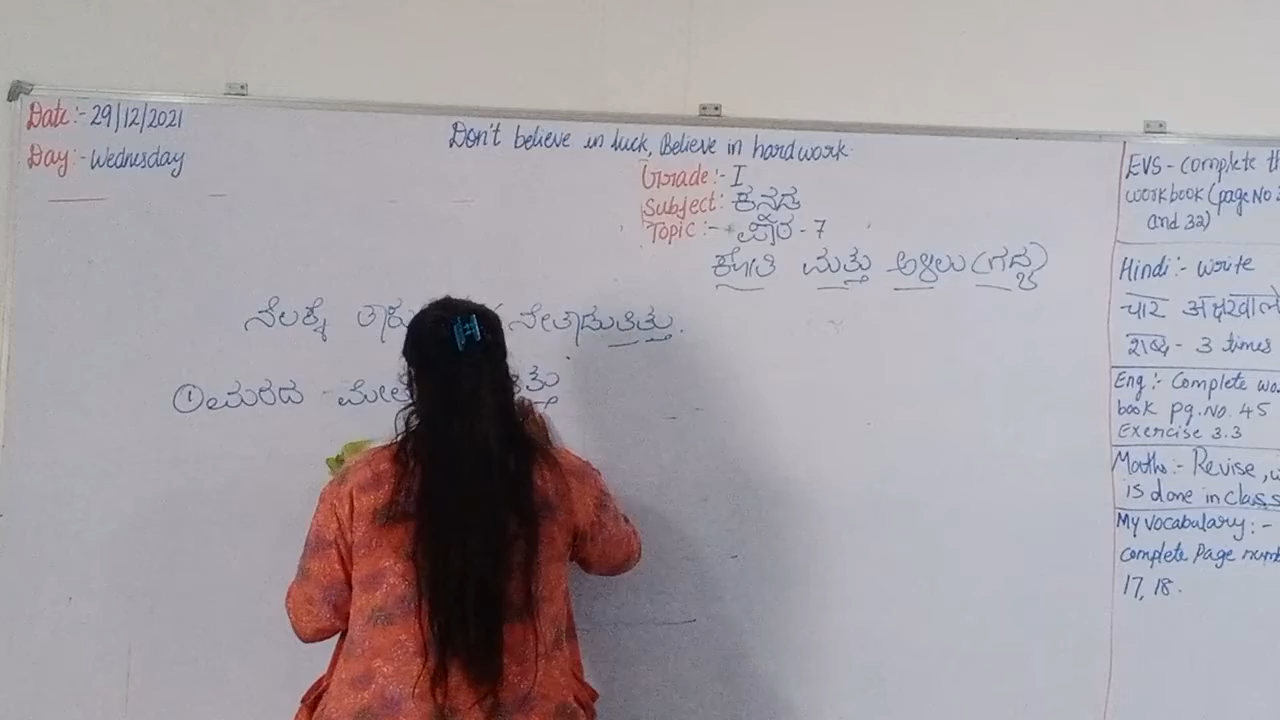 Date:- 29/12/2021
Day:- Wednesday
Don't believe in luck, Believe in hardwork.
Grade:- I
Subject: ಕನ್ನಡ
Topic:- ಪಾಠ - 7
ಕೋತಿ ಮತ್ತು ಅಳಿಲು (ಗದ್ಯ)
ನೆಲಕ್ಕೆ ನೇತಾಡುತ್ತಿತ್ತು.
① ಮರದ
EVS - complete
workbook (page No
and 32)
Hindi:- write
चार अक्षरवाले
शब्द - 3 times
Eng:- Complete
book pg. No. 45
Exercise 3.3
Maths:- Revise,
is done in class
My vocabulary:-
complete Page
17, 18.